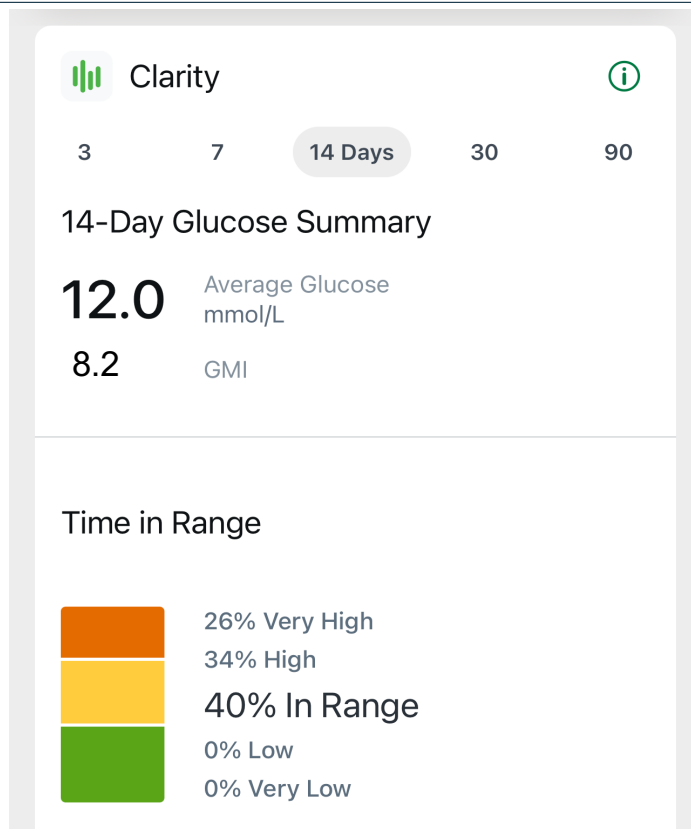 Clarity
3 7 14 Days 30 90
14-Day Glucose Summary
12.0 Average Glucose
mmol/L
8.2 GMI
Time in Range
26% Very High
34% High
40% In Range
0% Low
0% Very Low